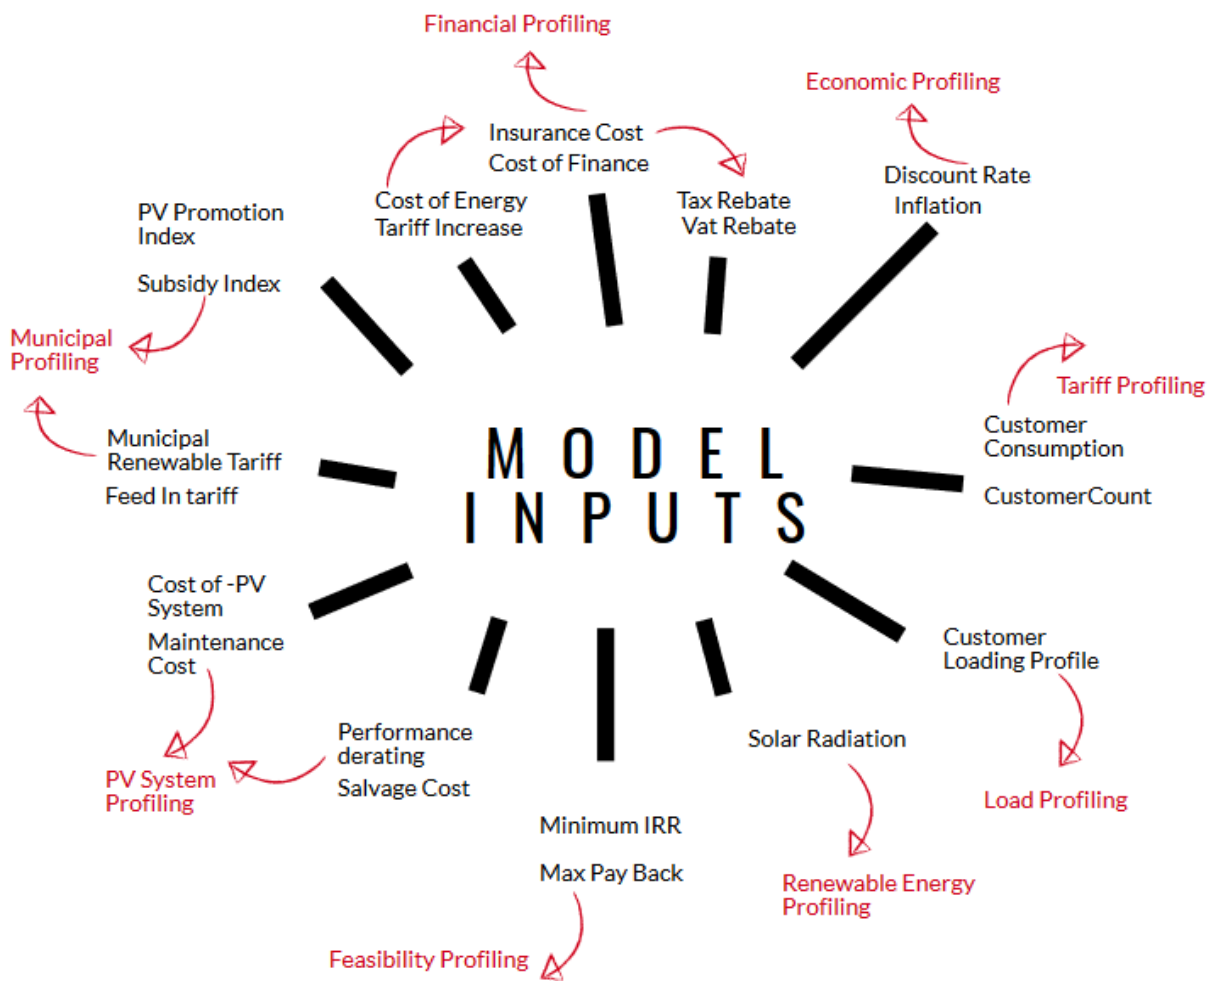 Financial Profiling
Economic Profiling
Insurance Cost
Cost of Finance
Discount Rate
Inflation
Cost of Energy
Tariff Increase
Tax Rebate
Vat Rebate
PV Promotion
Index
Subsidy Index
Municipal
Profiling
Tariff Profiling
Customer
Consumption
CustomerCount
Municipal
Renewable Tariff
Feed In tariff
MODEL
INPUTS
Cost of -PV
System
Maintenance
Cost
Customer
Loading Profile
Performance
derating
Salvage Cost
Solar Radiation
PV System
Profiling
Load Profiling
Minimum IRR
Max Pay Back
Renewable Energy
Profiling
Feasibility Profiling